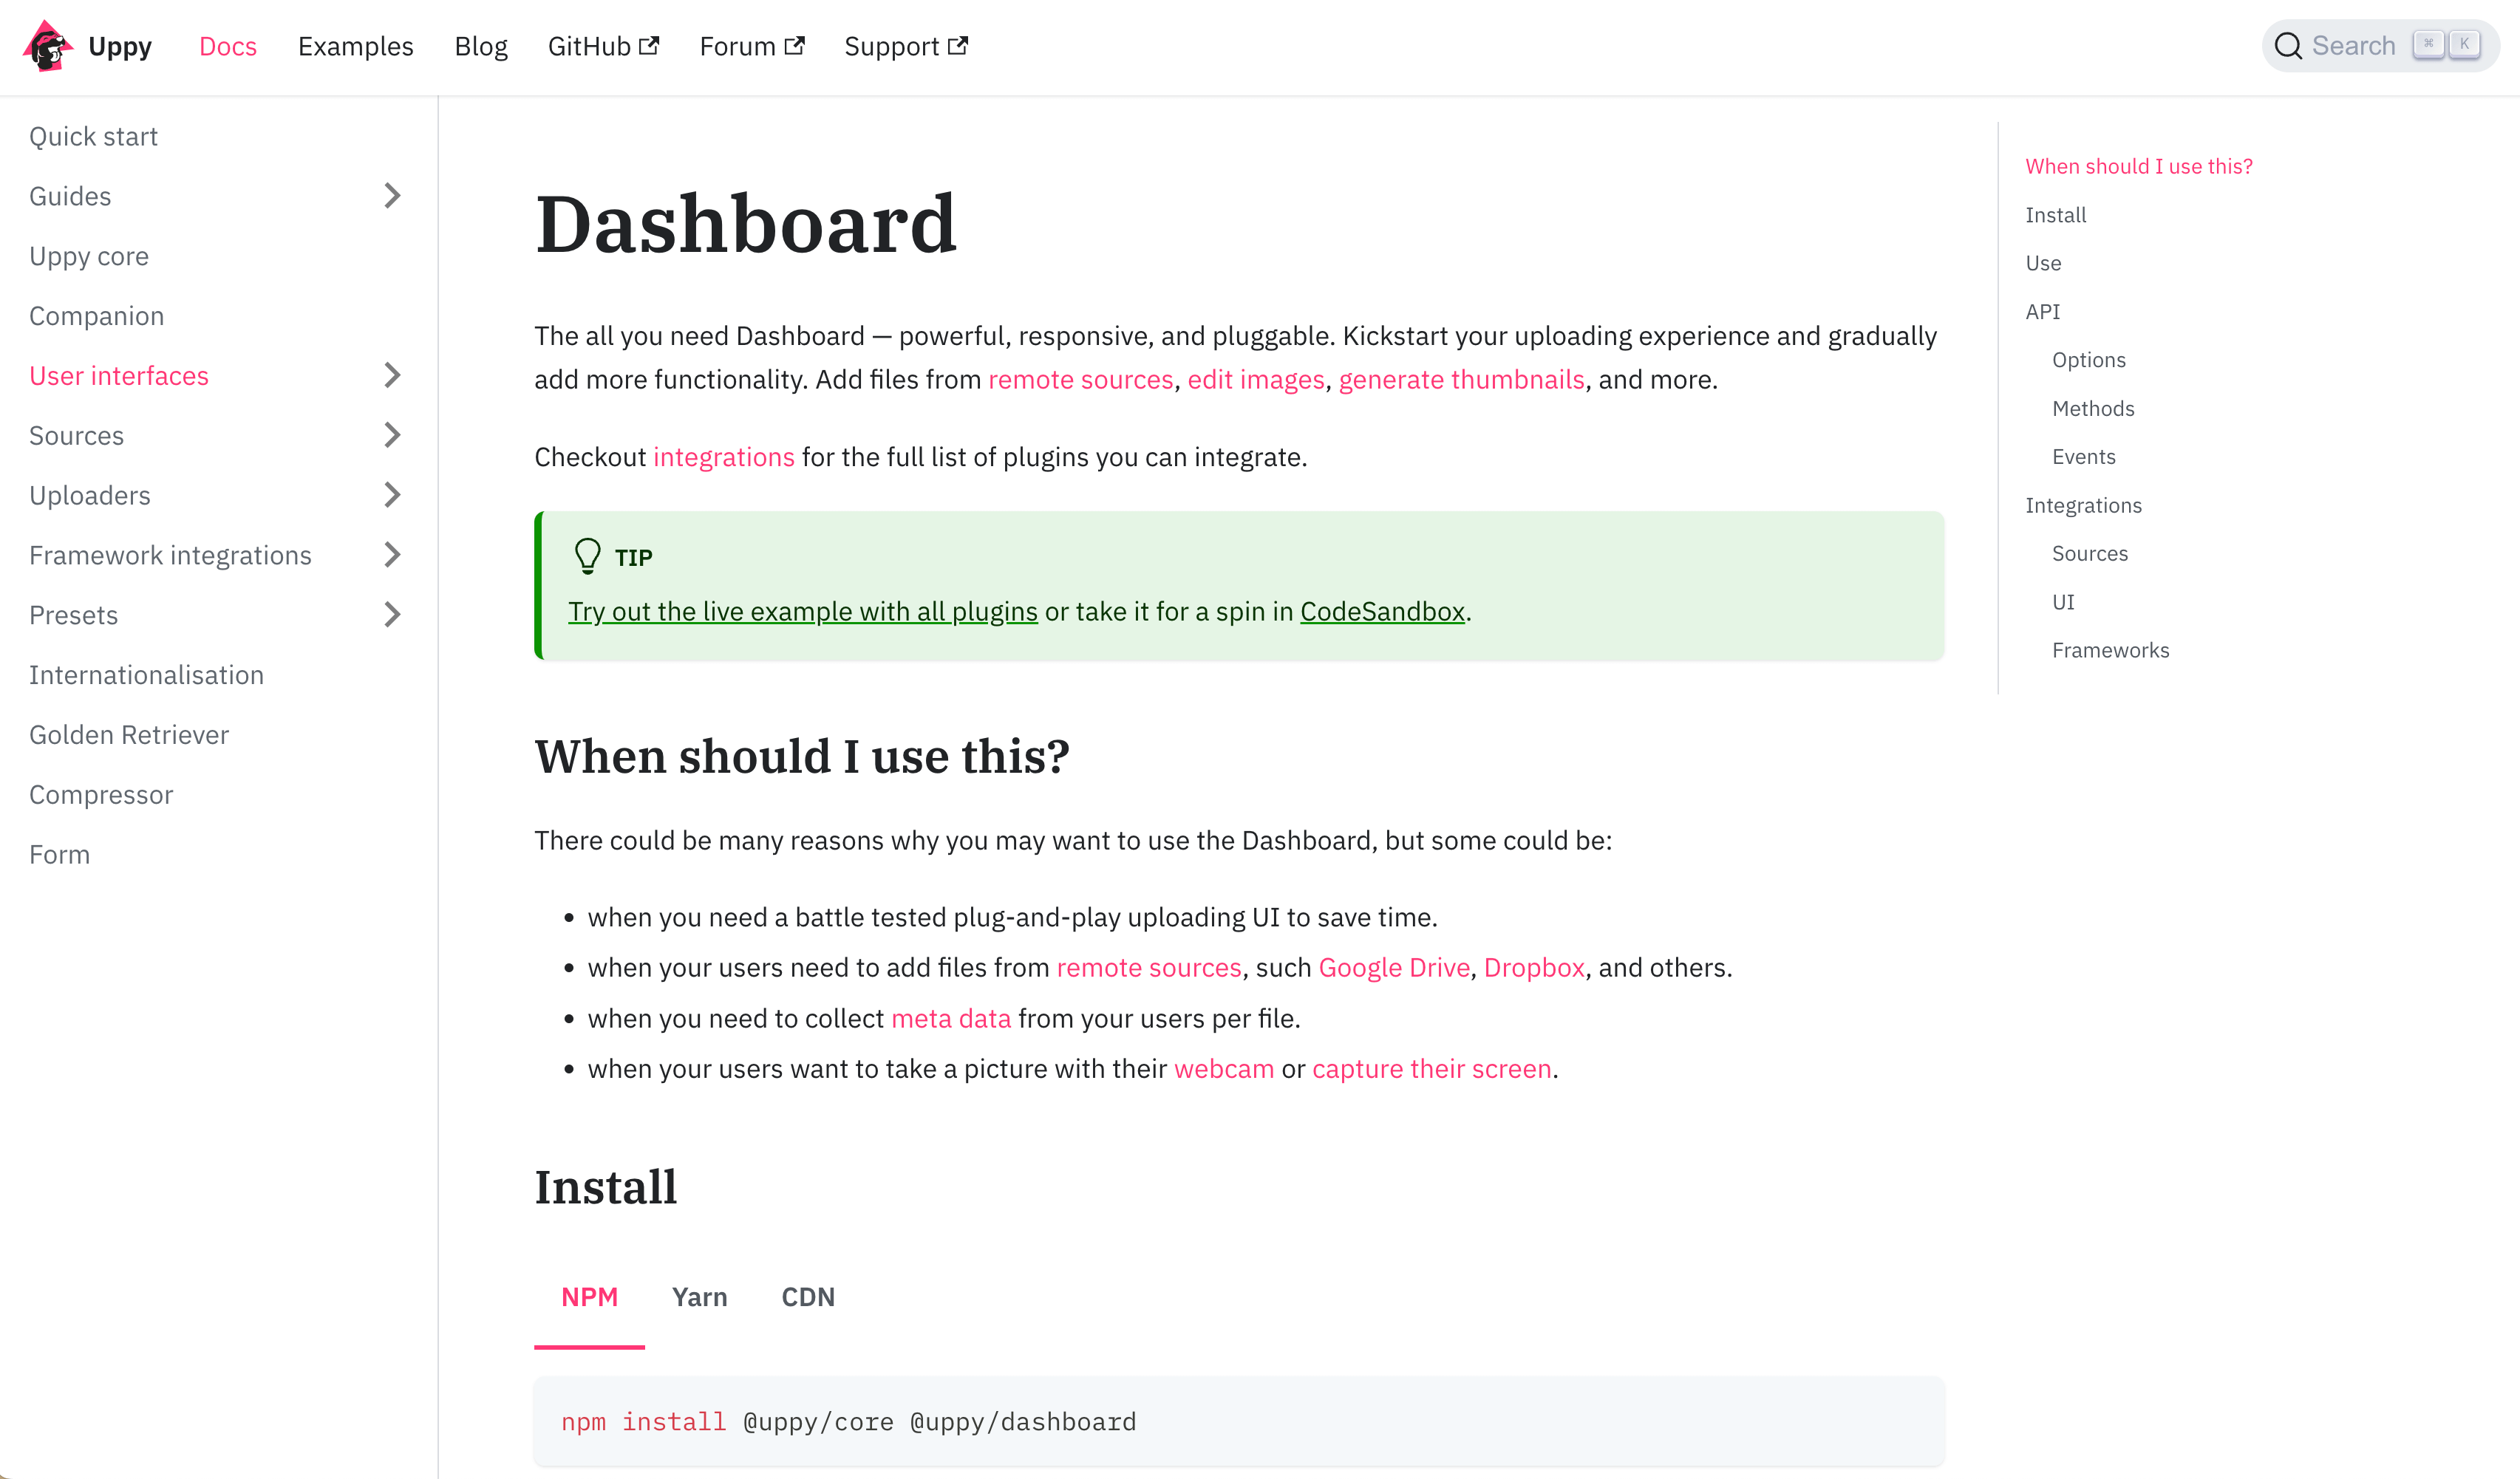 Uppy Docs Examples Blog GitHub Forum Support Search ⌘ K
Quick start
Guides
Uppy core
Companion
User interfaces
Sources
Uploaders
Framework integrations
Presets
Internationalisation
Golden Retriever
Compressor
Form
Dashboard
The all you need Dashboard — powerful, responsive, and pluggable. Kickstart your uploading experience and gradually
add more functionality. Add files from remote sources, edit images, generate thumbnails, and more.
Checkout integrations for the full list of plugins you can integrate.
TIP
Try out the live example with all plugins or take it for a spin in CodeSandbox.
When should I use this?
There could be many reasons why you may want to use the Dashboard, but some could be:
• when you need a battle tested plug-and-play uploading UI to save time.
• when your users need to add files from remote sources, such Google Drive, Dropbox, and others.
• when you need to collect meta data from your users per file.
• when your users want to take a picture with their webcam or capture their screen.
Install
NPM Yarn CDN
npm install @uppy/core @uppy/dashboard
When should I use this?
Install
Use
API
Options
Methods
Events
Integrations
Sources
UI
Frameworks